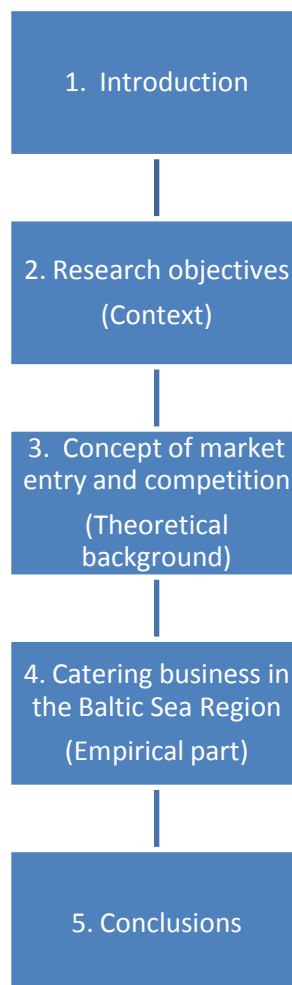 1. Introduction
2. Research objectives
(Context)
3. Concept of market
entry and competition
(Theoretical
background)
4. Catering business in
the Baltic Sea Region
(Empirical part)
5. Conclusions